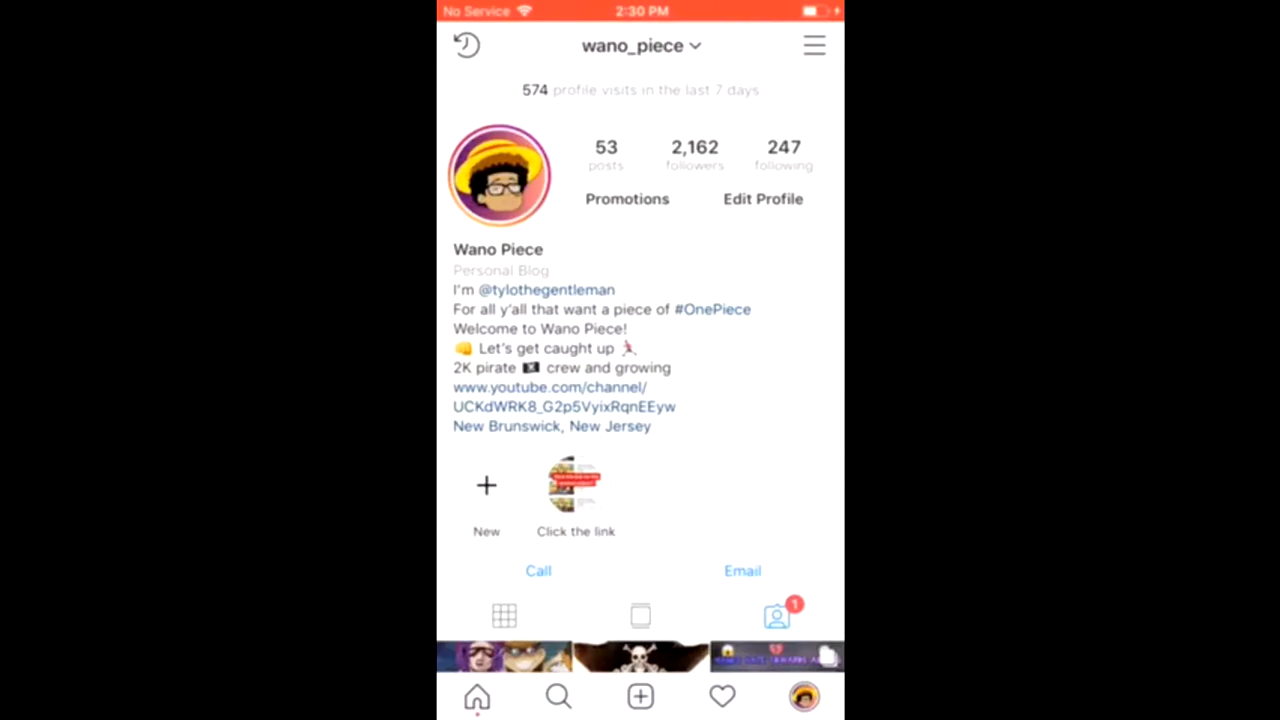 No Service 2:30 PM
wano_piece
574 profile visits in the last 7 days
53 2,162 247
posts followers following
Promotions Edit Profile
Wano Piece
Personal Blog
I'm @tylothegentleman
For all y'all that want a piece of #OnePiece
Welcome to Wano Piece!
👊 Let's get caught up 🏃
2K pirate 🏴‍☠️ crew and growing
www.youtube.com/channel/
UCKdWRK8_G2p5VyixRqnEEyw
New Brunswick, New Jersey
New Click the link
Call Email
1